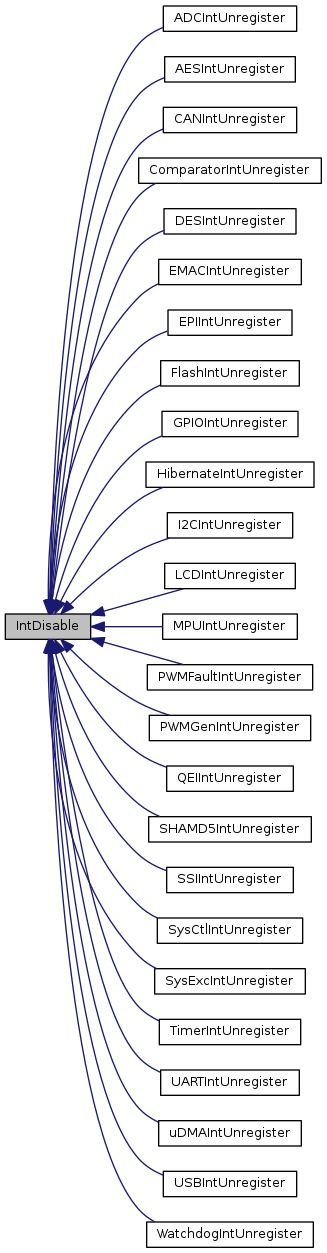 ADCIntUnregister
AESIntUnregister
CANIntUnregister
ComparatorIntUnregister
DESIntUnregister
EMACIntUnregister
EPIIntUnregister
FlashIntUnregister
GPIOIntUnregister
HibernateIntUnregister
I2CIntUnregister
LCDIntUnregister
IntDisable
MPUIntUnregister
PWMFaultIntUnregister
PWMGenIntUnregister
QEIIntUnregister
SHAMD5IntUnregister
SSIIntUnregister
SysCtlIntUnregister
SysExcIntUnregister
TimerIntUnregister
UARTIntUnregister
uDMAIntUnregister
USBIntUnregister
WatchdogIntUnregister